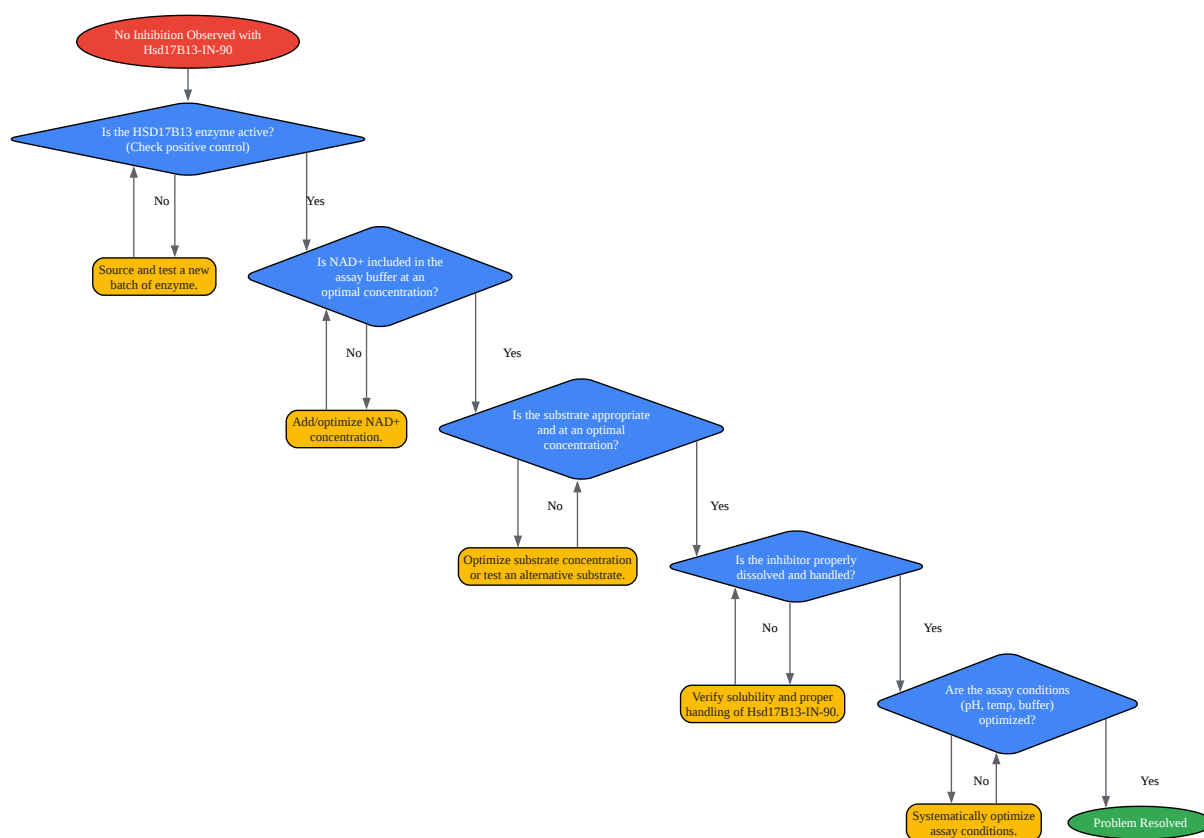 No Inhibition Observed with
Hsd17B13-IN-90
Is the HSD17B13 enzyme active?
(Check positive control)
No
Yes
Source and test a new
batch of enzyme.
Is NAD+ included in the
assay buffer at an
optimal concentration?
No
Yes
Add/optimize NAD+
concentration.
Is the substrate appropriate
and at an optimal
concentration?
No
Yes
Optimize substrate concentration
or test an alternative substrate.
Is the inhibitor properly
dissolved and handled?
No
Yes
Verify solubility and proper
handling of Hsd17B13-IN-90.
Are the assay conditions
(pH, temp, buffer)
optimized?
No
Yes
Systematically optimize
assay conditions.
Problem Resolved